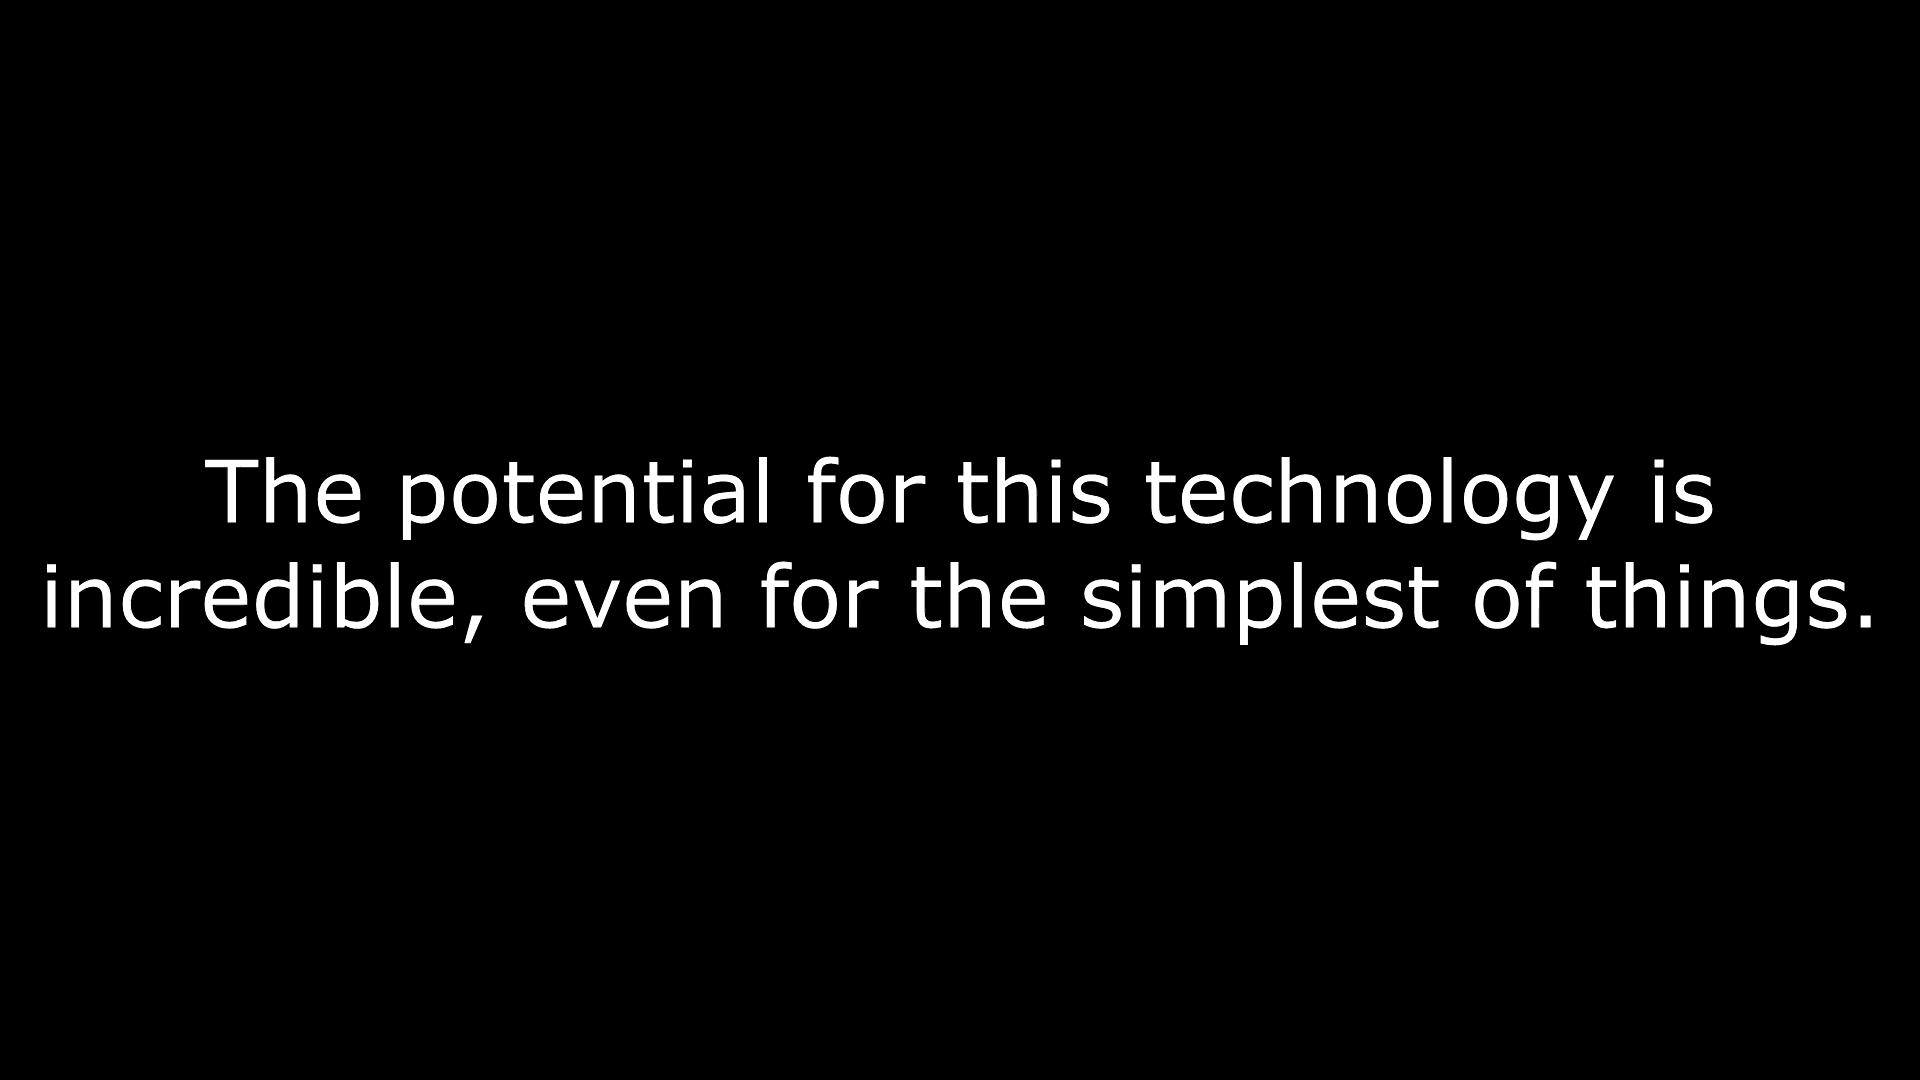 The potential for this technology is
incredible, even for the simplest of things.